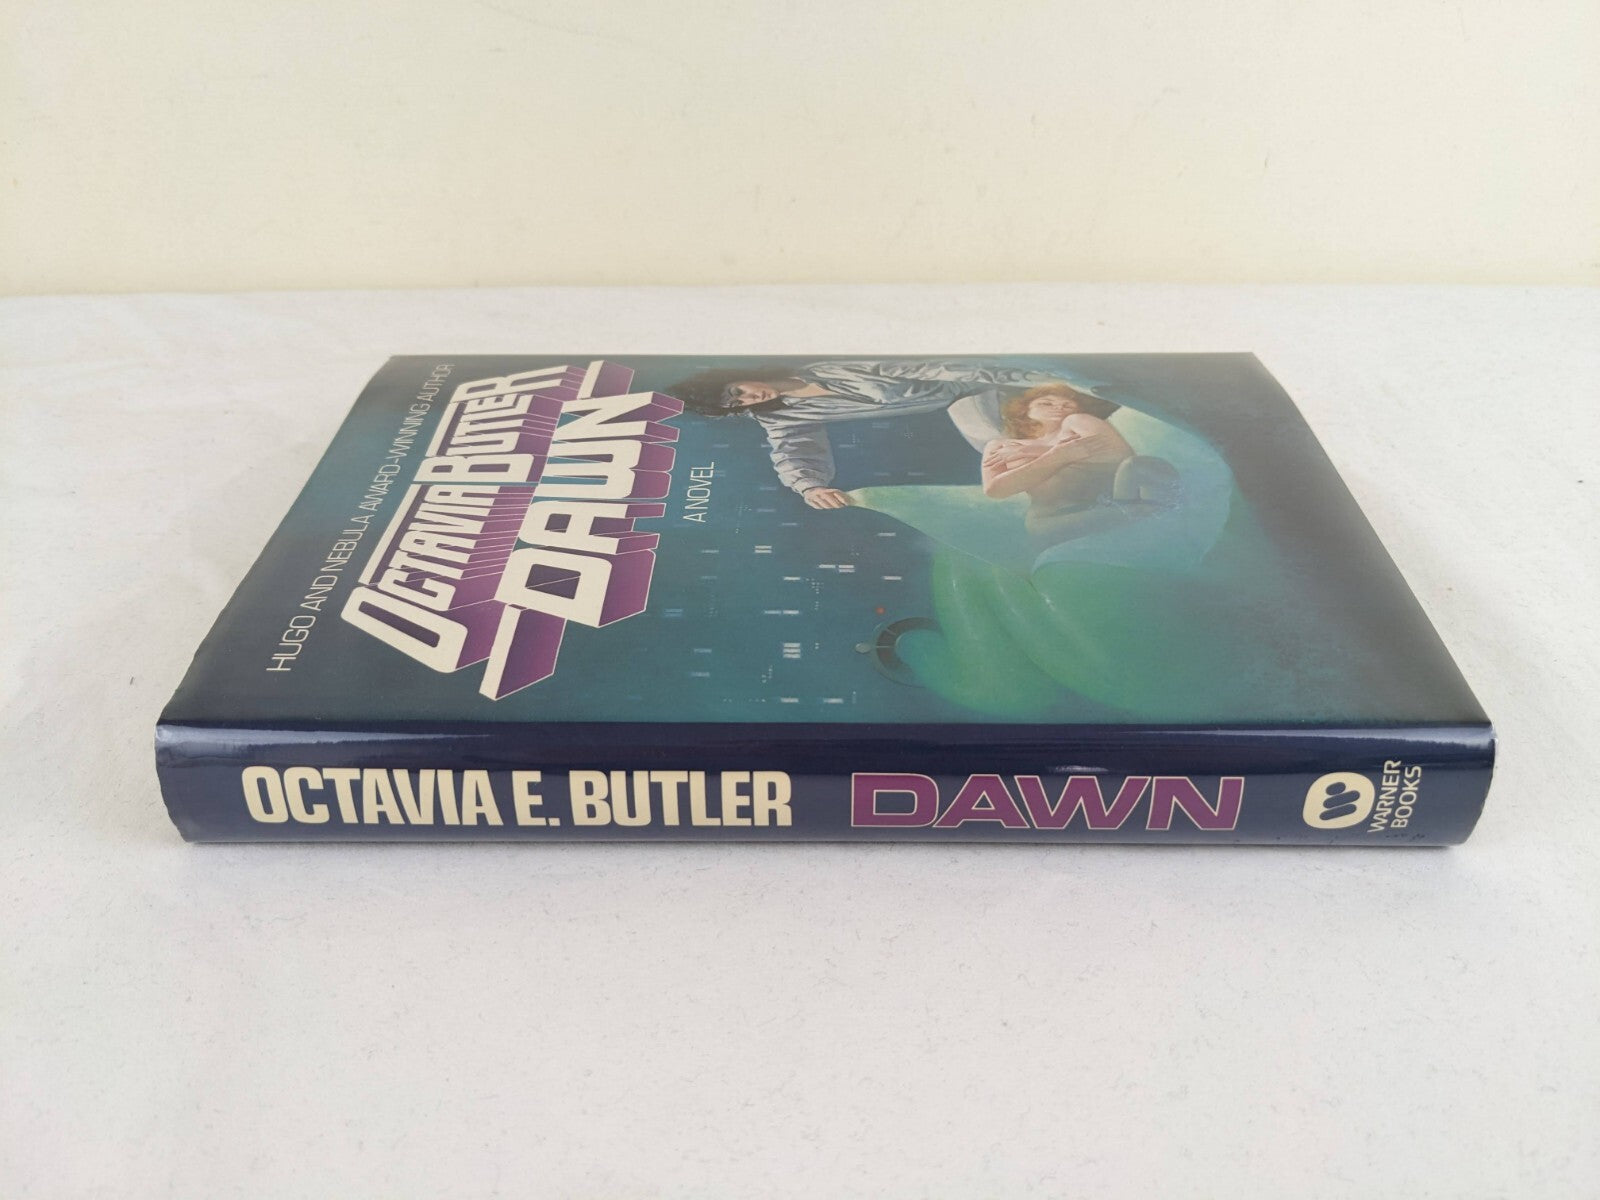 HUGO AND NEBULA AWARD-WINNING AUTHOR
OCTAVIA BUTLER
DAWN
A NOVEL
OCTAVIA E. BUTLER DAWN
WARNER
BOOKS